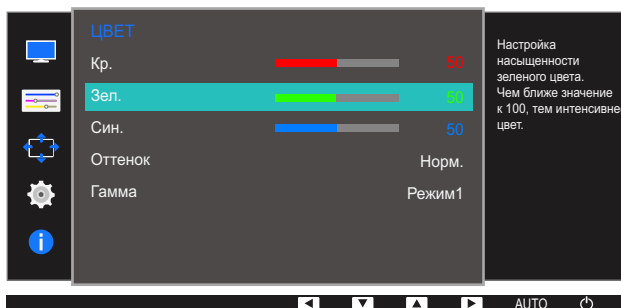 ЦВЕТ
Кр. 50
Зел. 50
Син. 50
Оттенок Норм.
Гамма Режим1
Настройка
насыщенности
зеленого цвета.
Чем ближе значение
к 100, тем интенсивне
цвет.
AUTO